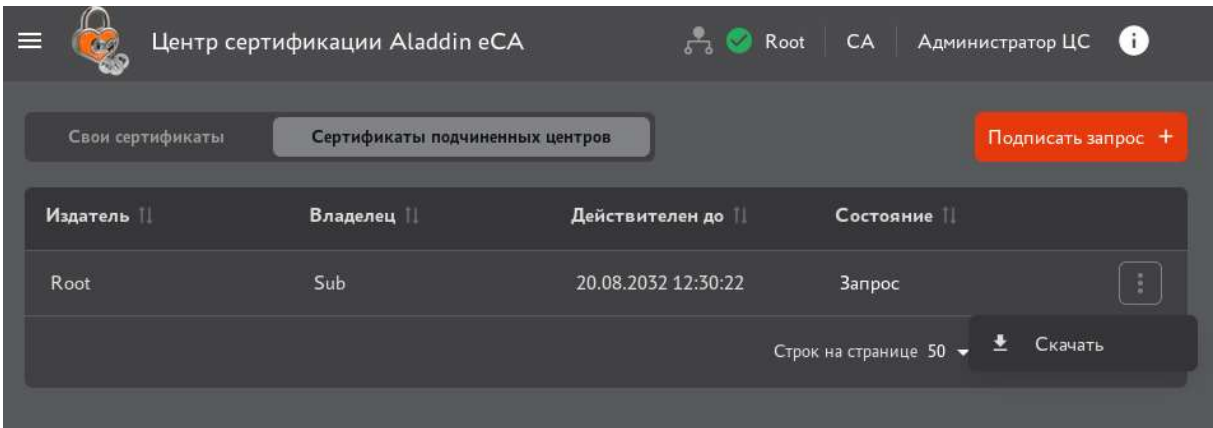 Центр сертификации Aladdin eCA Root CA Администратор ЦС
Свои сертификаты Сертификаты подчиненных центров Подписать запрос +
Издатель Владелец Действителен до Состояние
Root Sub 20.08.2032 12:30:22 Запрос
Строк на странице 50 Скачать